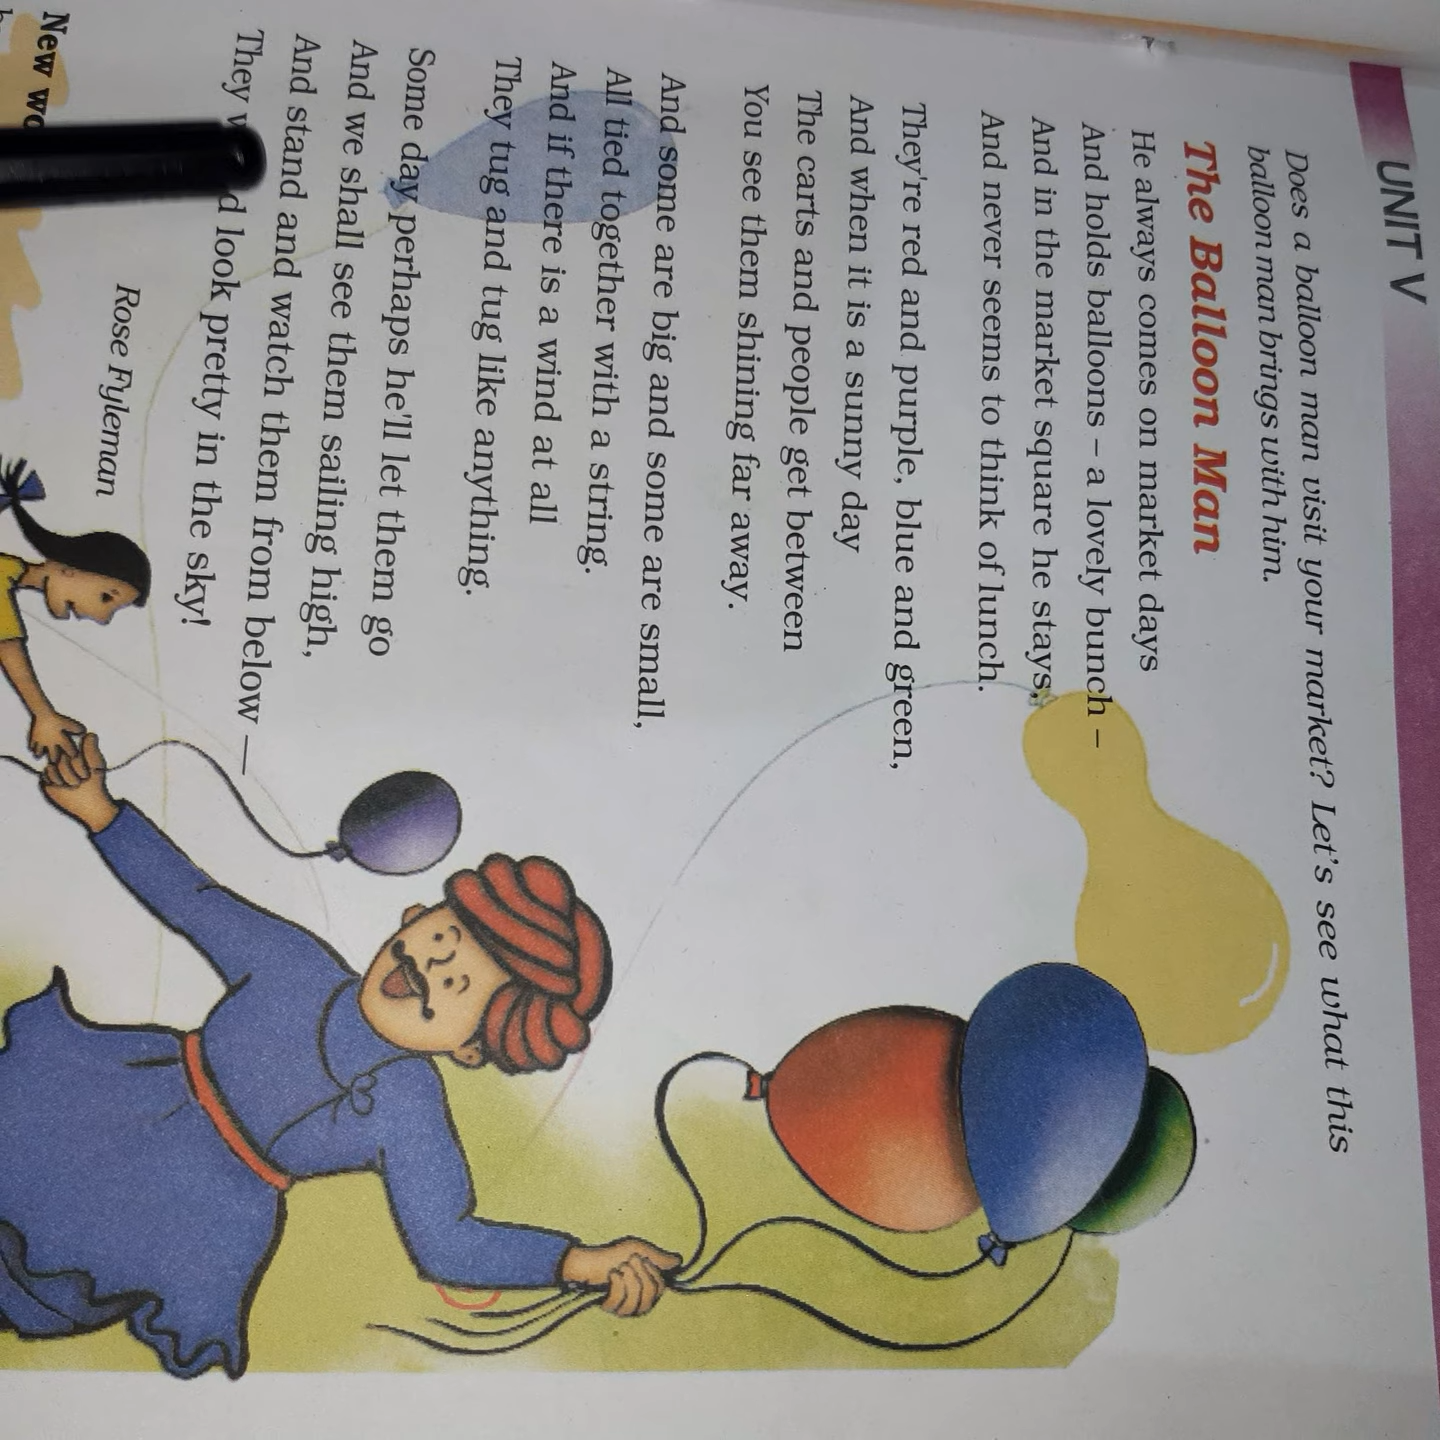 UNIT V
Does a balloon man visit your market? Let's see what this
balloon man brings with him.
The Balloon Man
He always comes on market days
And holds balloons – a lovely bunch –
And in the market square he stays,
And never seems to think of lunch.
They're red and purple, blue and green,
And when it is a sunny day
The carts and people get between
You see them shining far away.
And some are big and some are small,
All tied together with a string.
And if there is a wind at all
They tug and tug like anything.
Some day perhaps he'll let them go
And we shall see them sailing high,
And stand and watch them from below —
They look pretty in the sky!
Rose Fyleman
New